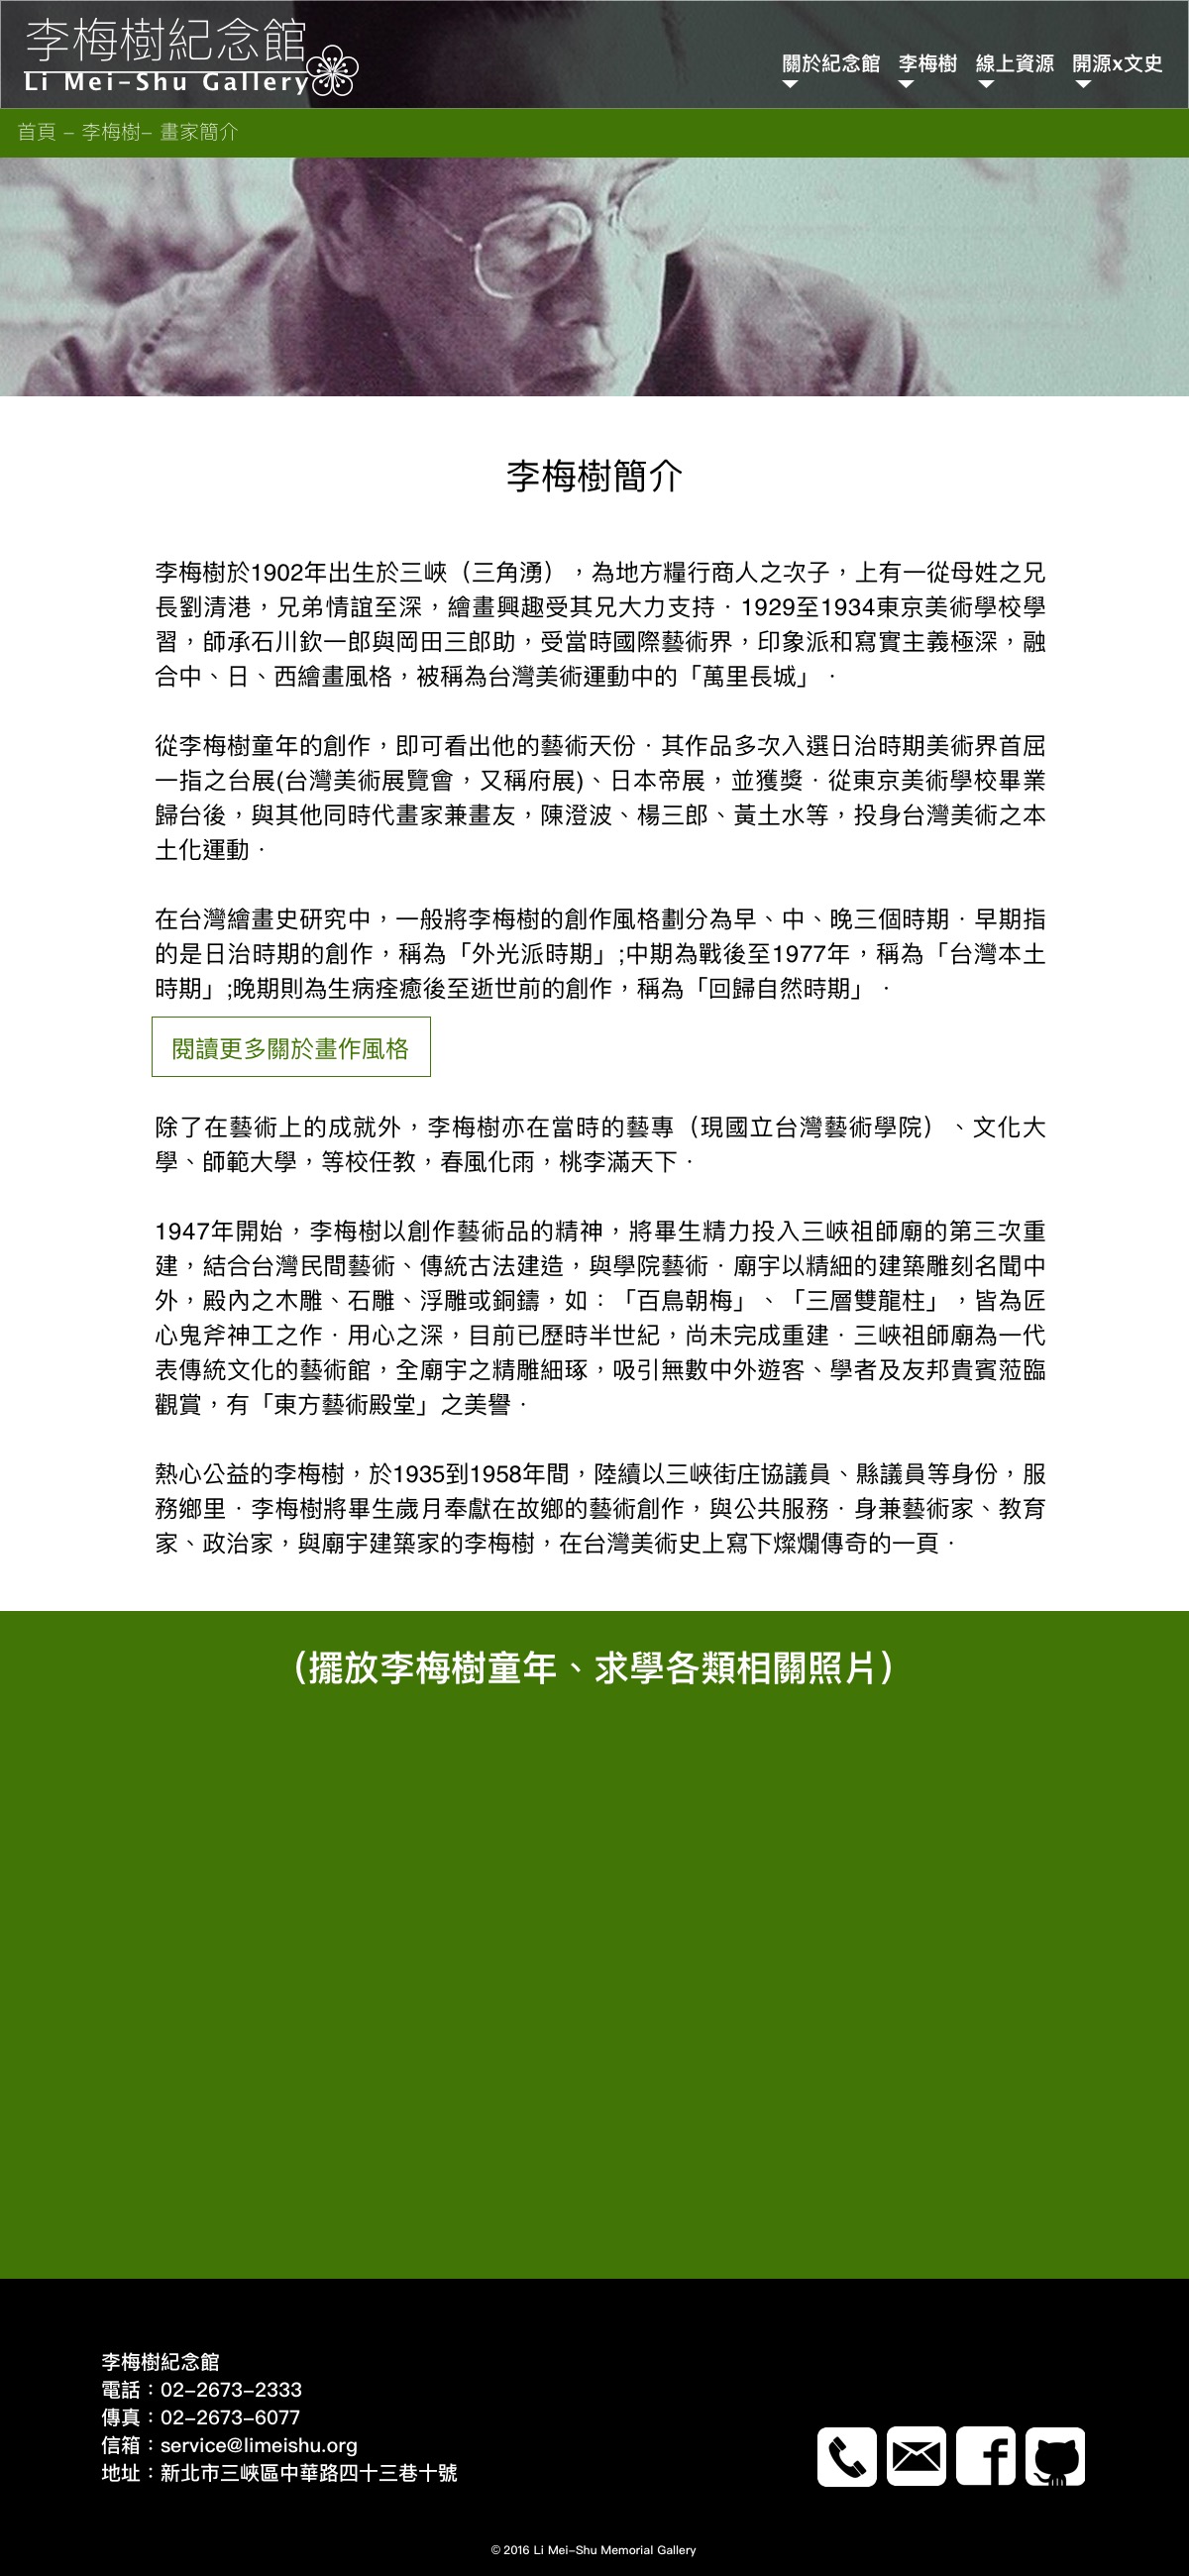 李梅樹紀念館
Li Mei-Shu Gallery
關於紀念館 李梅樹 線上資源 開源x文史
首頁 - 李梅樹- 畫家簡介
李梅樹簡介
李梅樹於1902年出生於三峽（三角湧），為地方糧行商人之次子，上有一從母姓之兄
長劉清港，兄弟情誼至深，繪畫興趣受其兄大力支持．1929至1934東京美術學校學
習，師承石川欽一郎與岡田三郎助，受當時國際藝術界，印象派和寫實主義極深，融
合中、日、西繪畫風格，被稱為台灣美術運動中的「萬里長城」．
從李梅樹童年的創作，即可看出他的藝術天份．其作品多次入選日治時期美術界首屈
一指之台展(台灣美術展覽會，又稱府展)、日本帝展，並獲獎．從東京美術學校畢業
歸台後，與其他同時代畫家兼畫友，陳澄波、楊三郎、黃土水等，投身台灣美術之本
土化運動．
在台灣繪畫史研究中，一般將李梅樹的創作風格劃分為早、中、晚三個時期．早期指
的是日治時期的創作，稱為「外光派時期」;中期為戰後至1977年，稱為「台灣本土
時期」;晚期則為生病痊癒後至逝世前的創作，稱為「回歸自然時期」．
閱讀更多關於畫作風格
除了在藝術上的成就外，李梅樹亦在當時的藝專（現國立台灣藝術學院）、文化大
學、師範大學，等校任教，春風化雨，桃李滿天下．
1947年開始，李梅樹以創作藝術品的精神，將畢生精力投入三峽祖師廟的第三次重
建，結合台灣民間藝術、傳統古法建造，與學院藝術．廟宇以精細的建築雕刻名聞中
外，殿內之木雕、石雕、浮雕或銅鑄，如：「百鳥朝梅」、「三層雙龍柱」，皆為匠
心鬼斧神工之作．用心之深，目前已歷時半世紀，尚未完成重建．三峽祖師廟為一代
表傳統文化的藝術館，全廟宇之精雕細琢，吸引無數中外遊客、學者及友邦貴賓蒞臨
觀賞，有「東方藝術殿堂」之美譽．
熱心公益的李梅樹，於1935到1958年間，陸續以三峽街庄協議員、縣議員等身份，服
務鄉里．李梅樹將畢生歲月奉獻在故鄉的藝術創作，與公共服務．身兼藝術家、教育
家、政治家，與廟宇建築家的李梅樹，在台灣美術史上寫下燦爛傳奇的一頁．
（擺放李梅樹童年、求學各類相關照片）
李梅樹紀念館
電話：02-2673-2333
傳真：02-2673-6077
信箱：service@limeishu.org
地址：新北市三峽區中華路四十三巷十號
© 2016 Li Mei-Shu Memorial Gallery